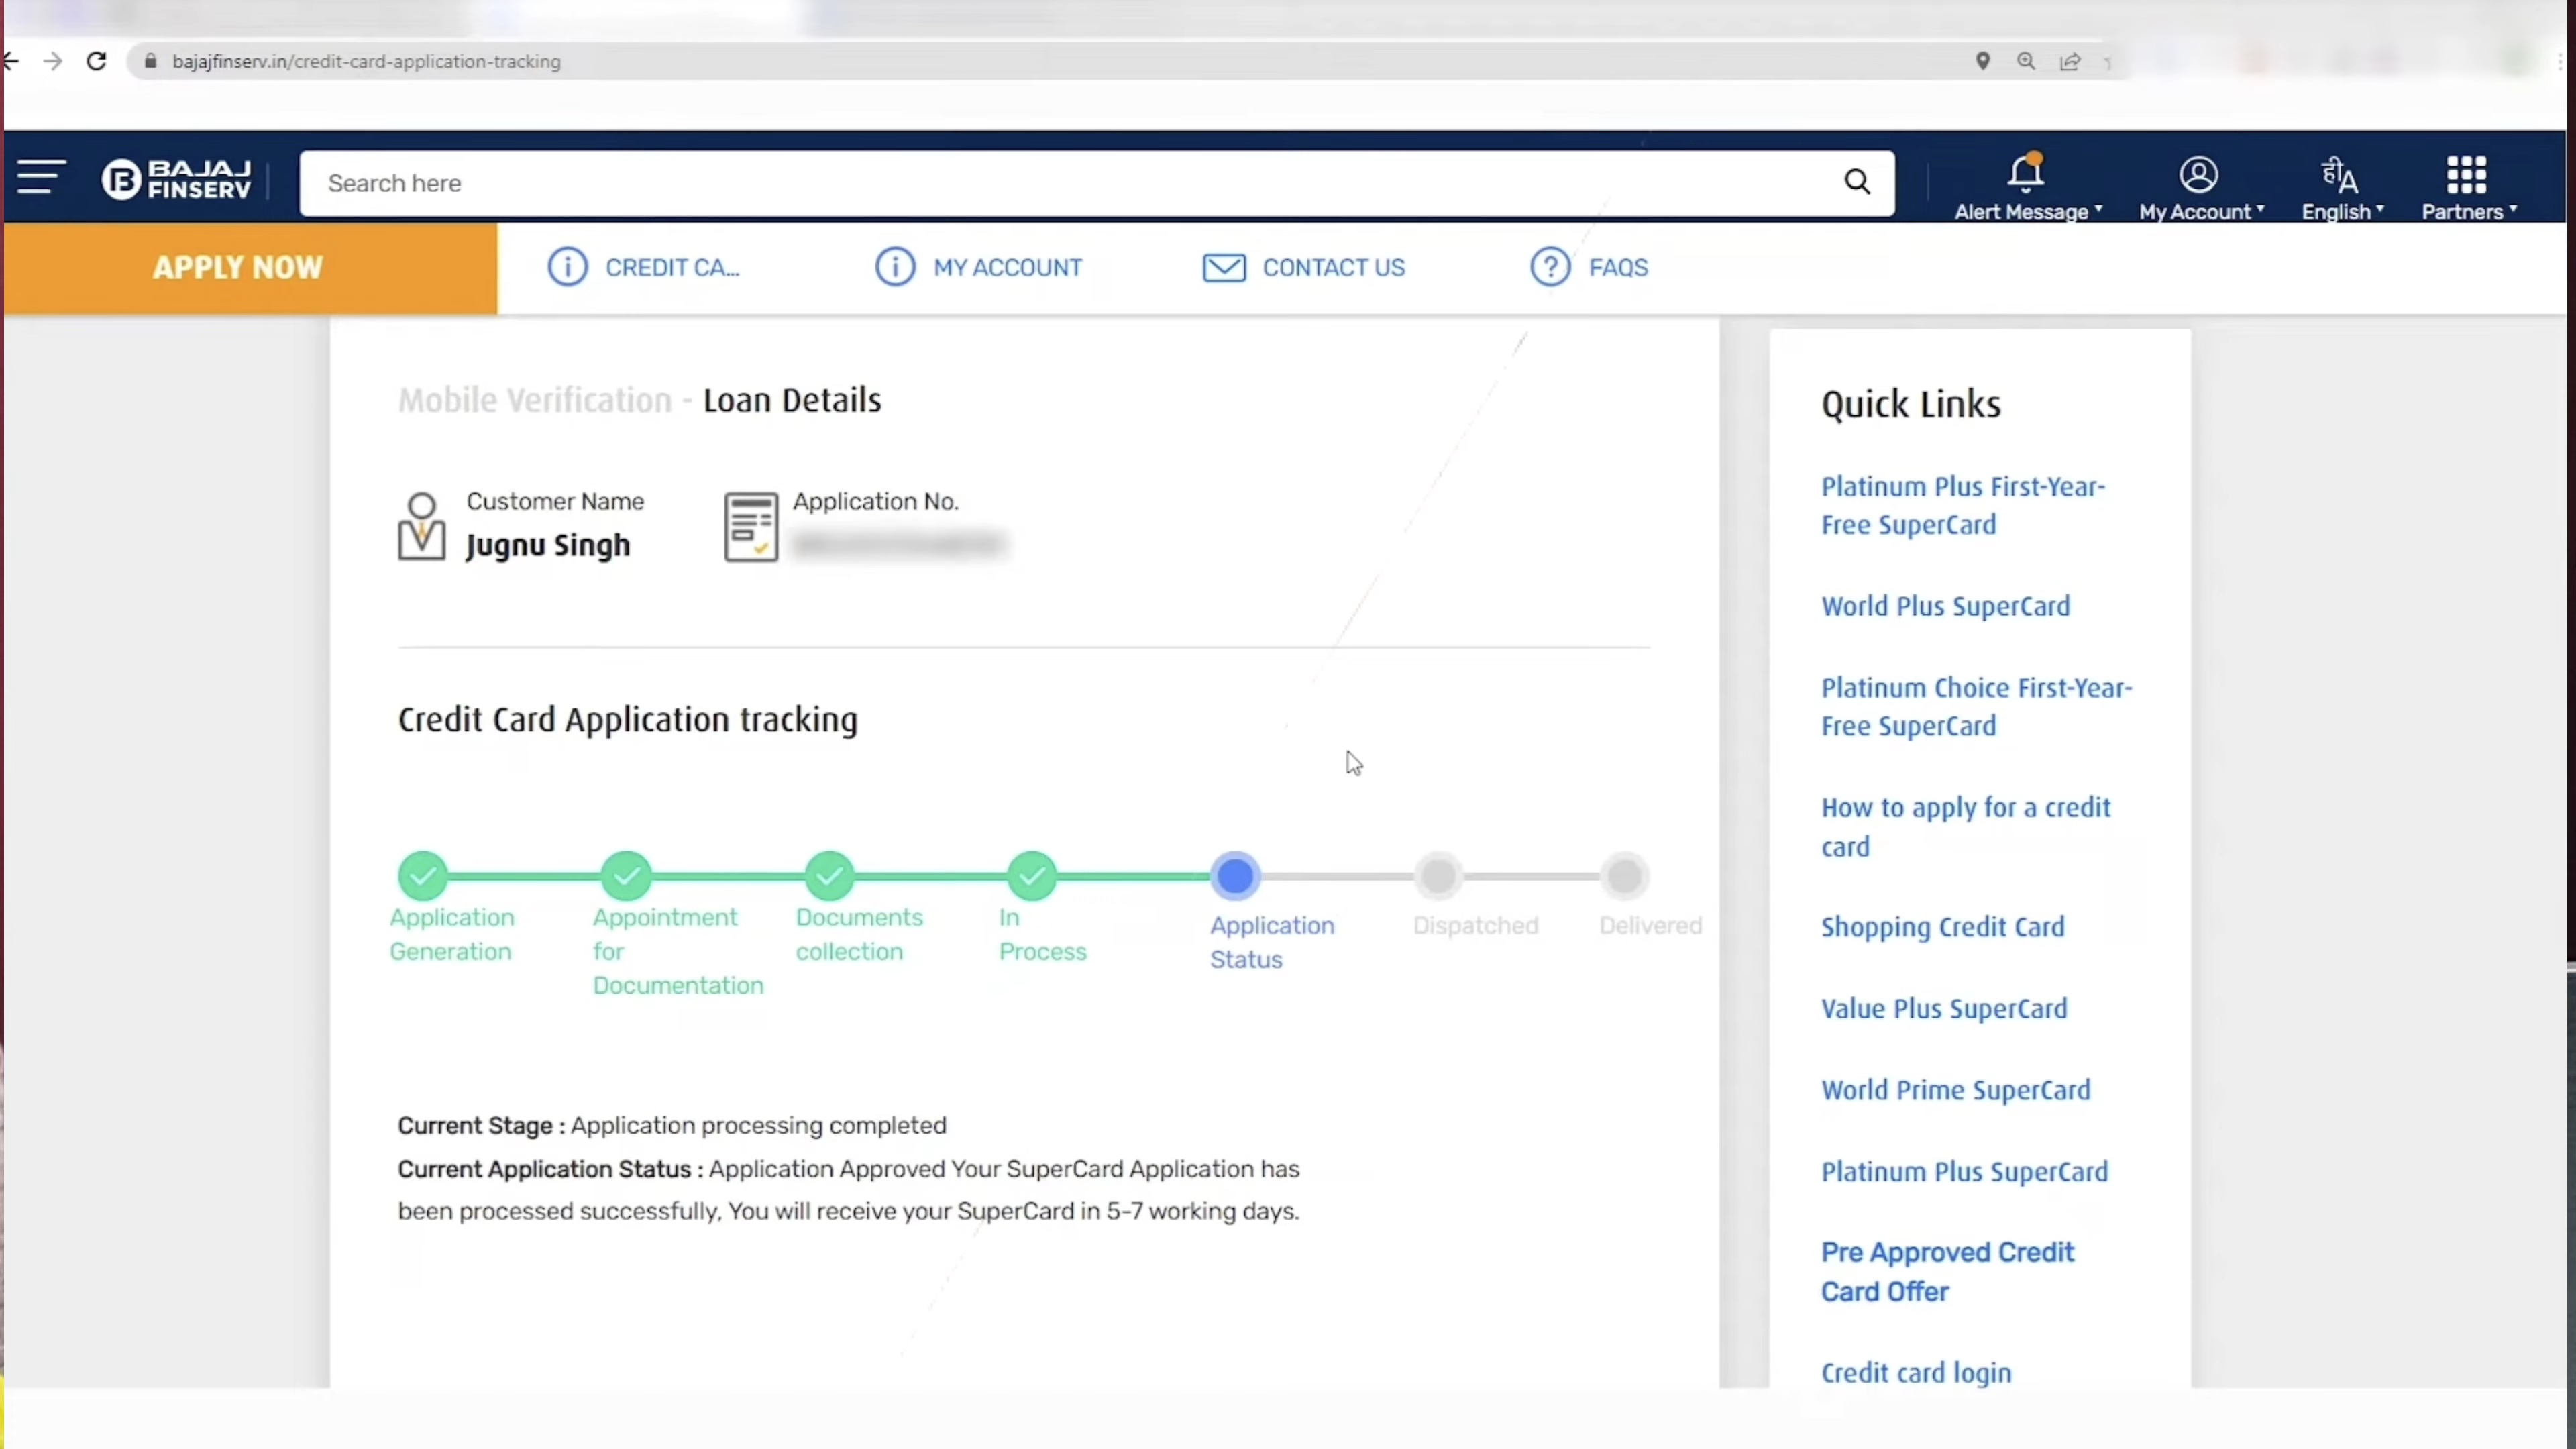 bajajfinserv.in/credit-card-application-tracking
BAJAJ
FINSERV
Search here
Alert Message
My Account
हिंA
English
Partners
APPLY NOW
CREDIT CA...
MY ACCOUNT
CONTACT US
FAQS
Mobile Verification - Loan Details
Customer Name
Jugnu Singh
Application No.
Credit Card Application tracking
Application
Generation
Appointment
for
Documentation
Documents
collection
In
Process
Application
Status
Dispatched
Delivered
Current Stage : Application processing completed
Current Application Status : Application Approved Your SuperCard Application has
been processed successfully, You will receive your SuperCard in 5-7 working days.
Quick Links
Platinum Plus First-Year-
Free SuperCard
World Plus SuperCard
Platinum Choice First-Year-
Free SuperCard
How to apply for a credit
card
Shopping Credit Card
Value Plus SuperCard
World Prime SuperCard
Platinum Plus SuperCard
Pre Approved Credit
Card Offer
Credit card login